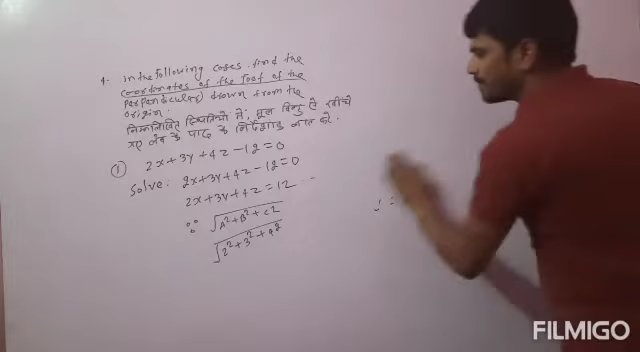 4. In the following cases. find the
coordinates of the foot of the
perpendicular drown from the
origin.
निम्नलिखित स्थितियों में, मूल बिन्दु से खींचे
गए लंब के पाद के निर्देशांक ज्ञात करें.
① 2x+3y+4z-12=0
Solve: 2x+3y+4z-12=0
2x+3y+4z=12
∵ √A²+B²+C2
√2²+3²+4²
FILMIGO